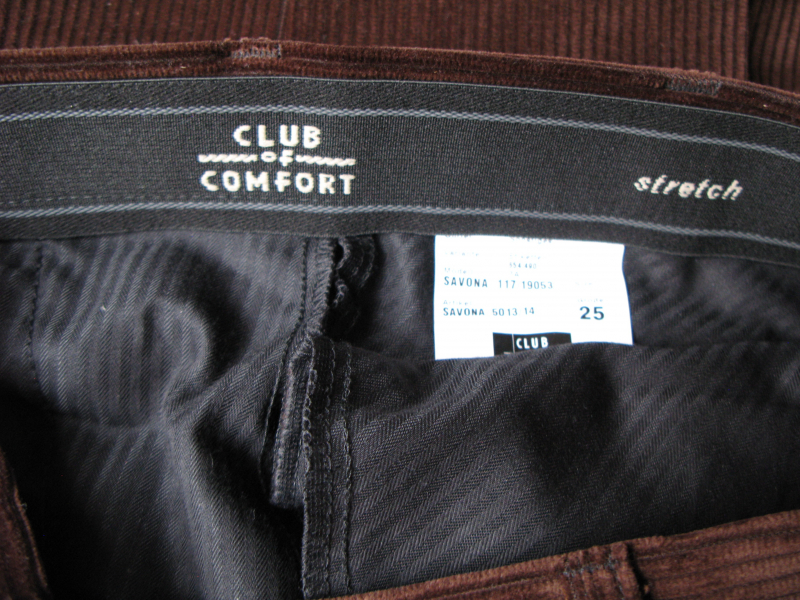 CLUB
of
COMFORT
stretch
SAVONA 117-19053
SAVONA 5013 14
25
CLUB